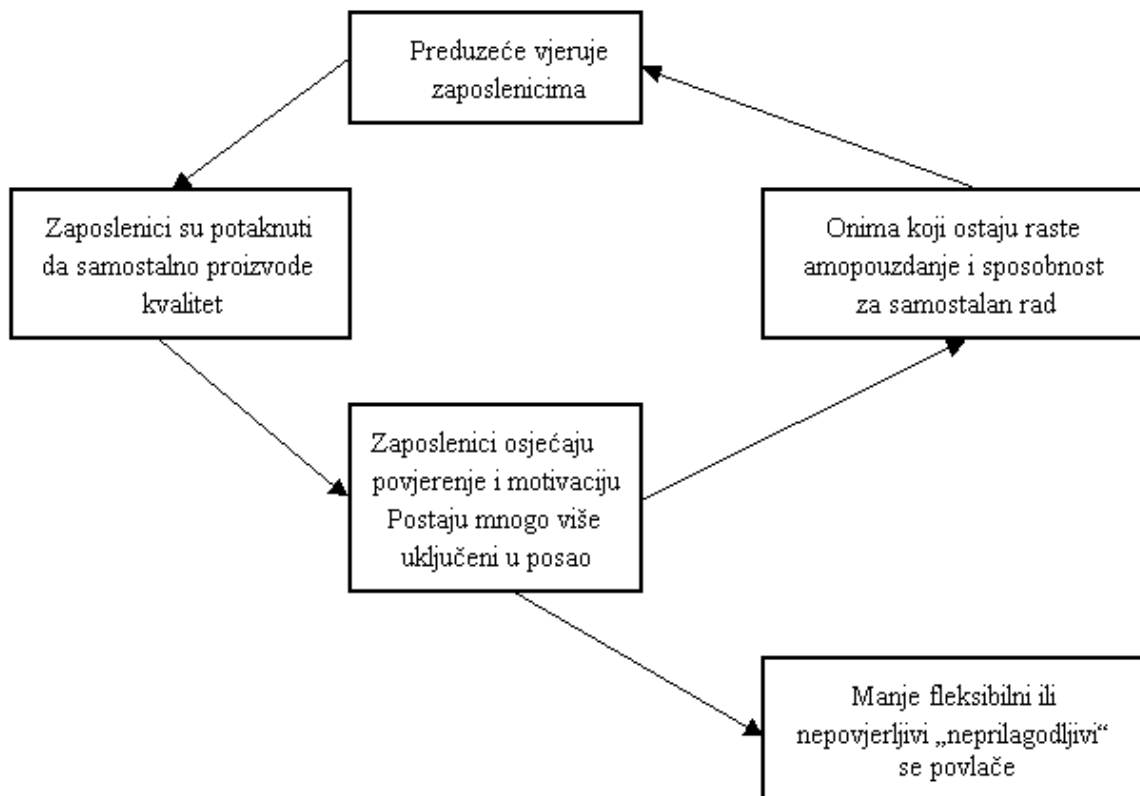 Preduzeće vjeruje
zaposlenicima
Zaposlenici su potaknuti
da samostalno proizvode
kvalitet
Onima koji ostaju raste
amopouzdanje i sposobnost
za samostalan rad
Zaposlenici osjećaju
povjerenje i motivaciju
Postaju mnogo više
uključeni u posao
Manje fleksibilni ili
nepovjerljivi „neprilagodljivi“
se povlače